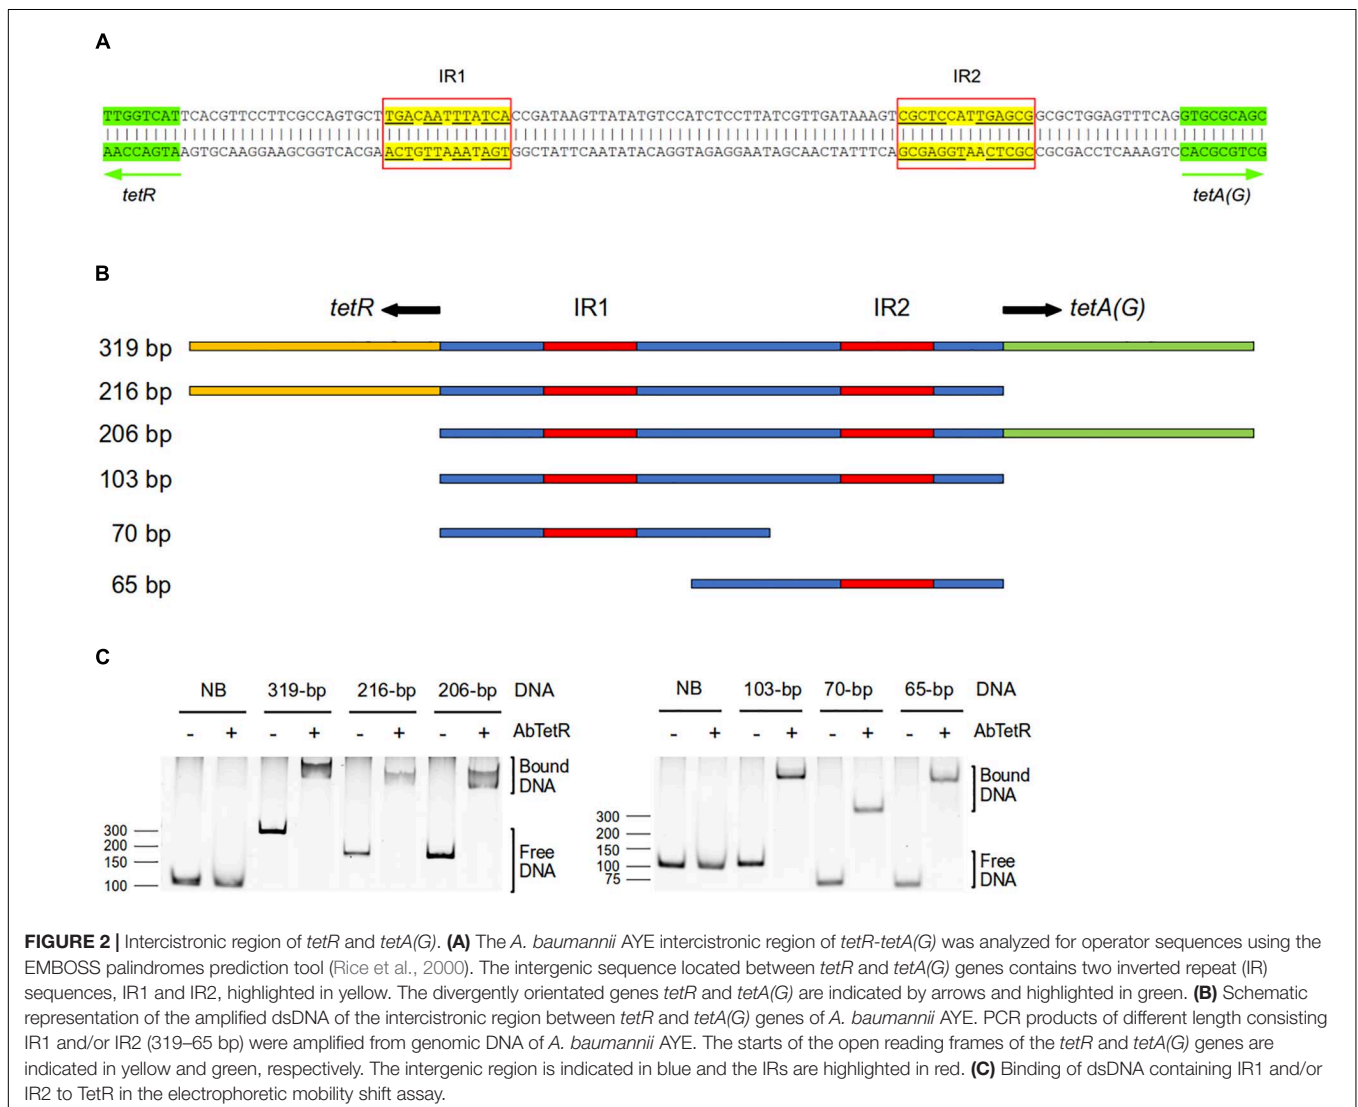 A
IR1 IR2
TTGGTCATTCACGTTCCTTCGCCAGTGCTTGACAATTTATCACCGATAAGTTATATGTCCATCTCCTTATCGTTGATAAAGTCGCTCCATTGAGCGGCGCTGGAGTTTCAGGTGCGCAGC
AACCAGTAAGTGCAAGGAAGCGGTCACGAACTGTTAAATAGTGGCTATTCAATATACAGGTAGAGGAATAGCAACTATTTCAGCGAGGTAACTCGCCGCGACCTCAAAGTCCACGCGTCG
tetR tetA(G)
B
tetR IR1 IR2 tetA(G)
319 bp
216 bp
206 bp
103 bp
70 bp
65 bp
C
NB 319-bp 216-bp 206-bp DNA
- + - + - + - + AbTetR
Bound
DNA
300
200
150
100
Free
DNA
NB 103-bp 70-bp 65-bp DNA
- + - + - + - + AbTetR
Bound
DNA
300
200
150
100
75
Free
DNA
FIGURE 2 | Intercistronic region of tetR and tetA(G). (A) The A. baumannii AYE intercistronic region of tetR-tetA(G) was analyzed for operator sequences using the
EMBOSS palindromes prediction tool (Rice et al., 2000). The intergenic sequence located between tetR and tetA(G) genes contains two inverted repeat (IR)
sequences, IR1 and IR2, highlighted in yellow. The divergently orientated genes tetR and tetA(G) are indicated by arrows and highlighted in green. (B) Schematic
representation of the amplified dsDNA of the intercistronic region between tetR and tetA(G) genes of A. baumannii AYE. PCR products of different length consisting
IR1 and/or IR2 (319–65 bp) were amplified from genomic DNA of A. baumannii AYE. The starts of the open reading frames of the tetR and tetA(G) genes are
indicated in yellow and green, respectively. The intergenic region is indicated in blue and the IRs are highlighted in red. (C) Binding of dsDNA containing IR1 and/or
IR2 to TetR in the electrophoretic mobility shift assay.